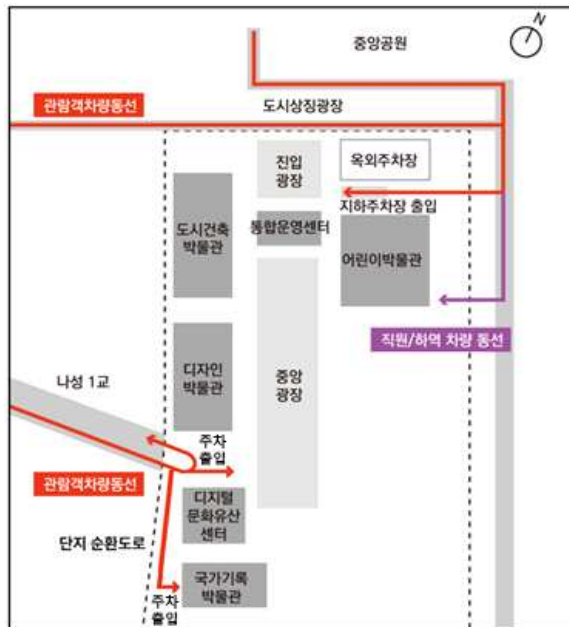 N
중앙공원
관람객차량동선
도시상징광장
진입
광장
옥외주차장
지하주차장 출입
도시건축
박물관
통합운영센터
어린이박물관
직원/하역 차량 동선
디자인
박물관
중앙
광장
나성 1교
주차
출입
관람객차량동선
디지털
문화유산
센터
단지 순환도로
국가기록
박물관
주차
출입